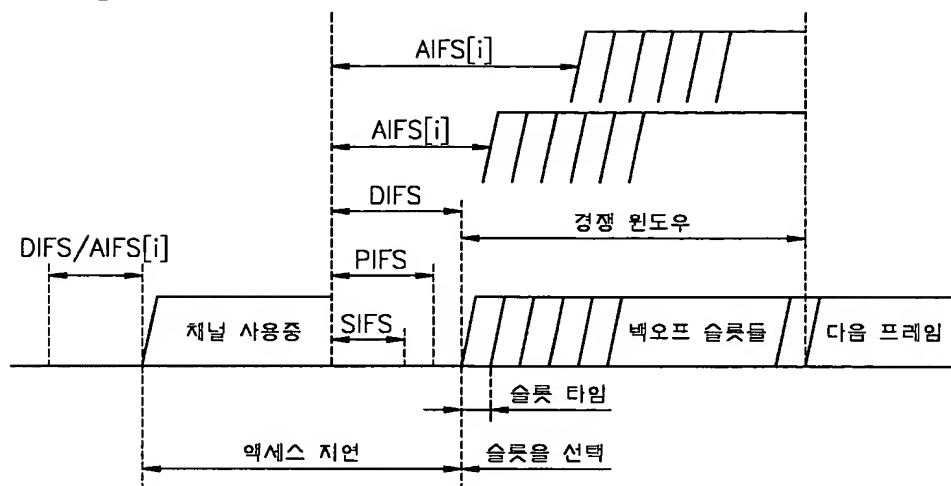 AIFS[i]
AIFS[i]
DIFS
경쟁 윈도우
DIFS/AIFS[i]
PIFS
채널 사용중
SIFS
백오프 슬롯들
다음 프레임
슬롯 타임
액세스 지연
슬롯을 선택